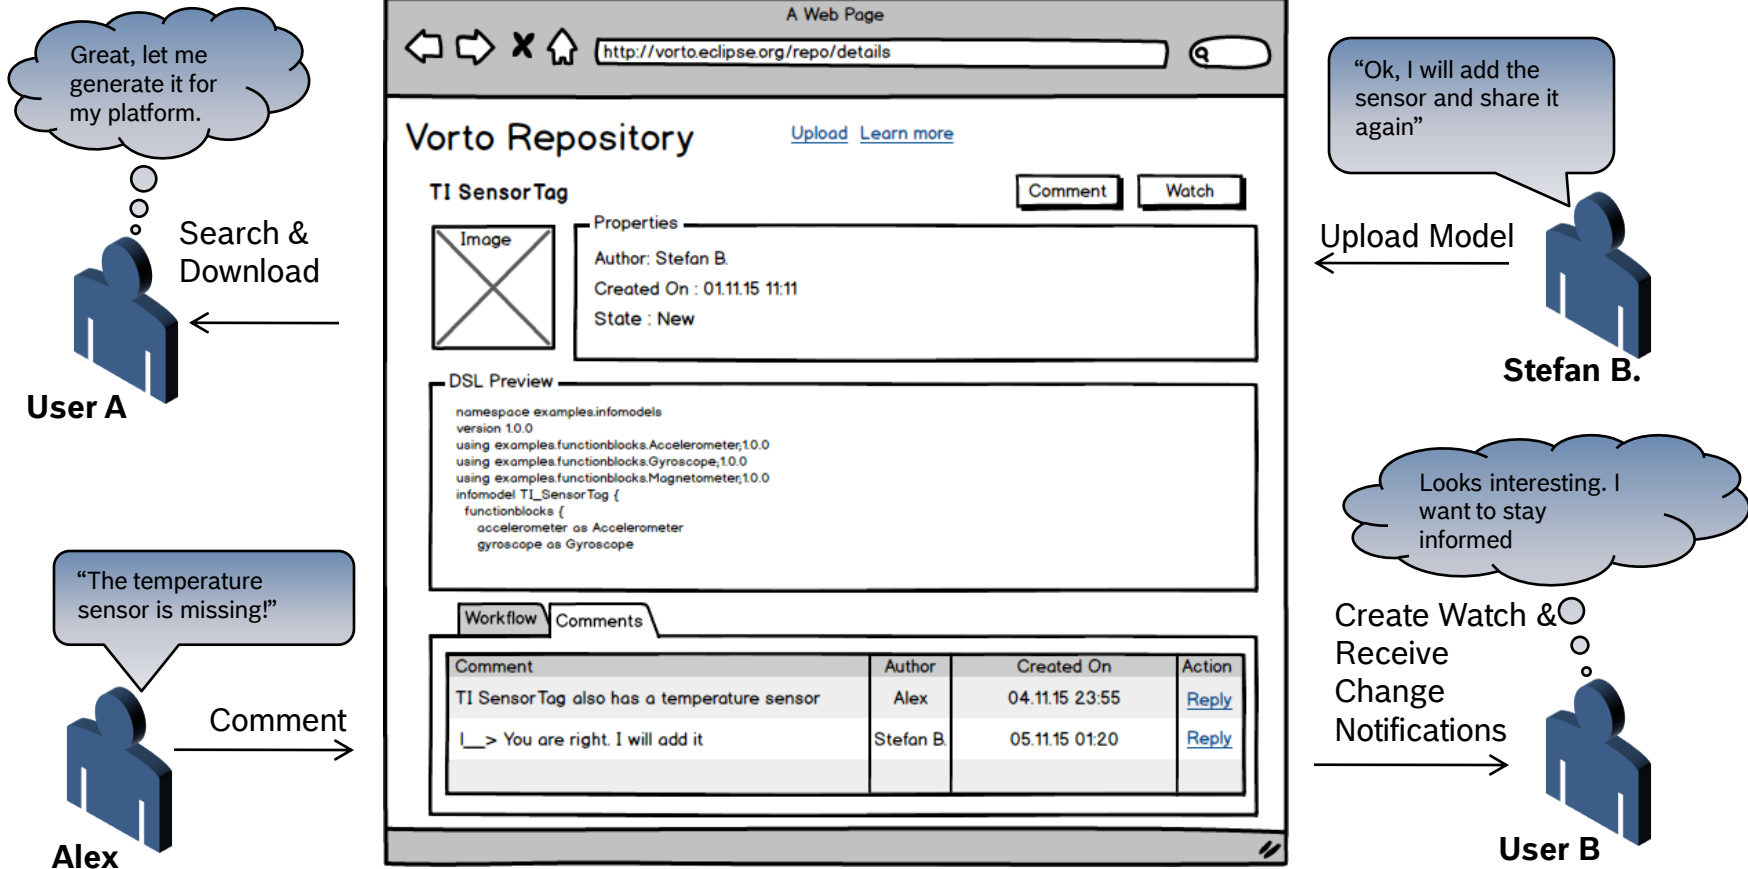 A Web Page
http://vorto.eclipse.org/repo/details
Great, let me
generate it for
my platform.
Search &
Download
User A
"Ok, I will add the
sensor and share it
again"
Upload Model
Stefan B.
Vorto Repository
Upload Learn more
TI SensorTag
Comment Watch
Image
Properties
Author: Stefan B.
Created On : 01.11.15 11:11
State : New
DSL Preview
namespace examples.infomodels
version 1.0.0
using examples.functionblocks.Accelerometer;1.0.0
using examples.functionblocks.Gyroscope;1.0.0
using examples.functionblocks.Magnetometer;1.0.0
infomodel TI_SensorTag {
functionblocks {
accelerometer as Accelerometer
gyroscope as Gyroscope
Workflow Comments
Comment Author Created On Action
TI SensorTag also has a temperature sensor Alex 04.11.15 23:55 Reply
|__> You are right. I will add it Stefan B. 05.11.15 01:20 Reply
“The temperature
sensor is missing!”
Comment
Alex
Looks interesting. I
want to stay
informed
Create Watch &
Receive
Change
Notifications
User B